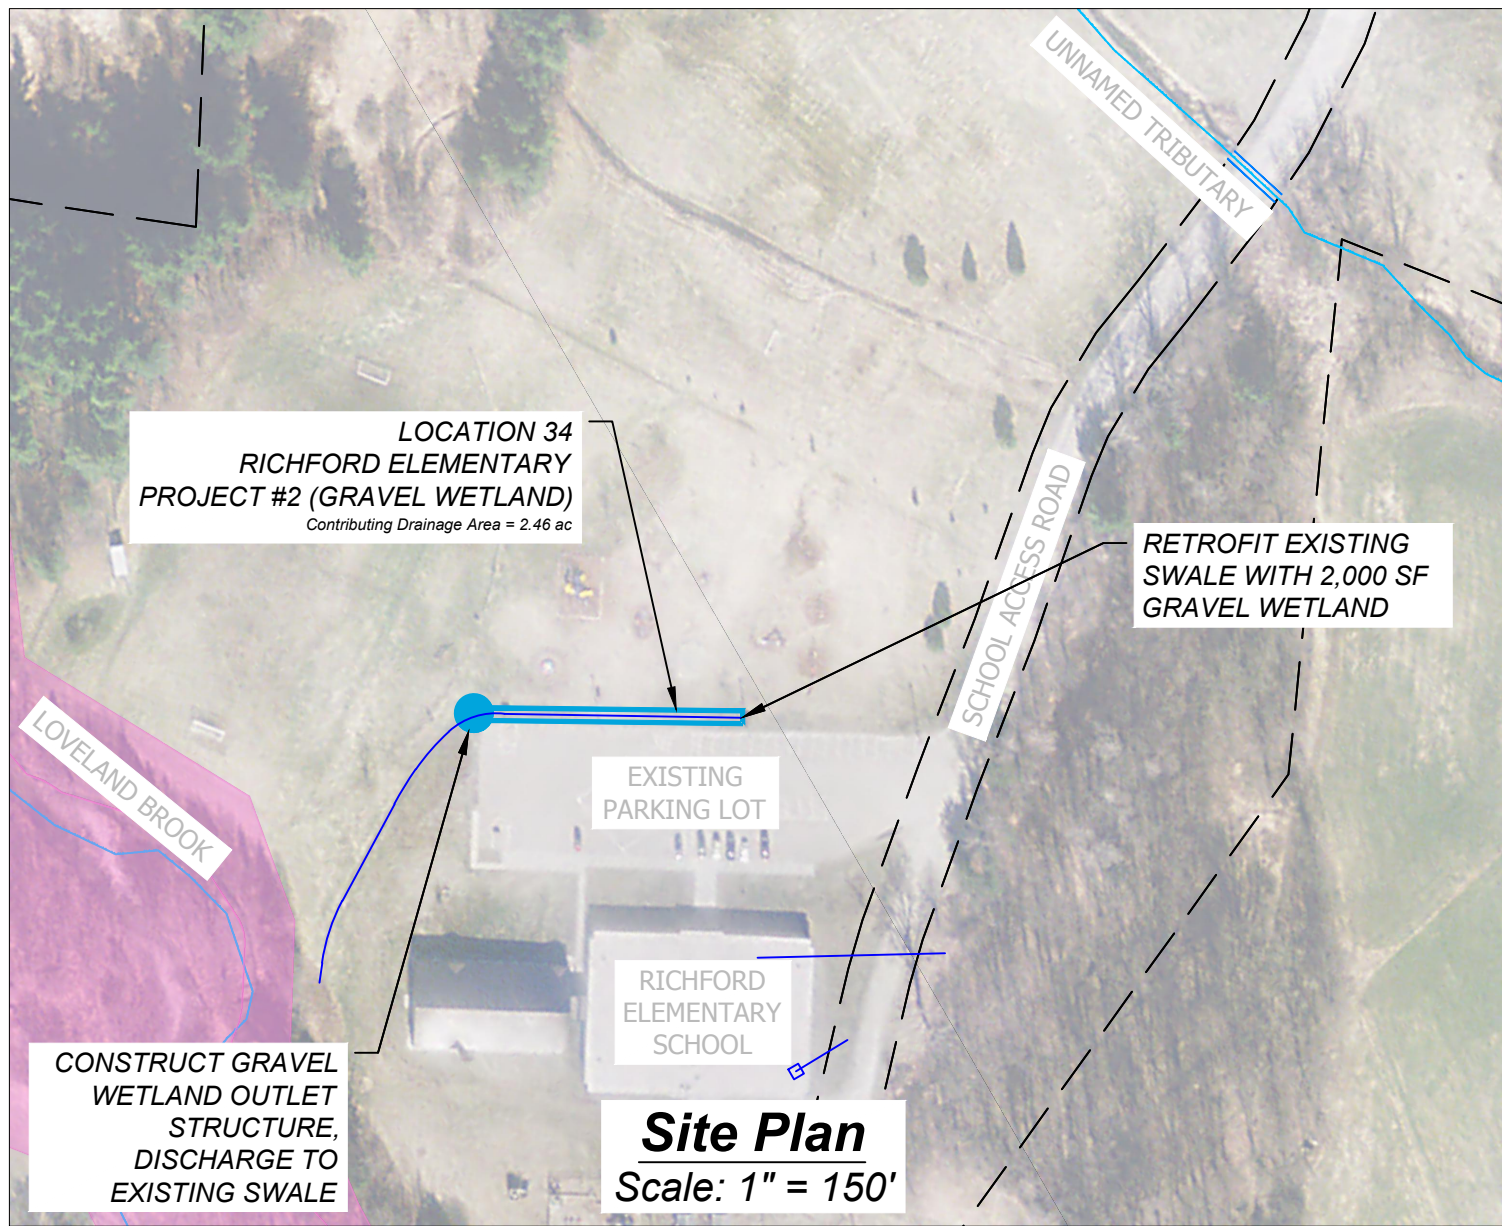 UNNAMED TRIBUTARY
LOCATION 34
RICHFORD ELEMENTARY
PROJECT #2 (GRAVEL WETLAND)
Contributing Drainage Area = 2.46 ac
SCHOOL ACCESS ROAD
RETROFIT EXISTING
SWALE WITH 2,000 SF
GRAVEL WETLAND
LOVELAND BROOK
EXISTING
PARKING LOT
RICHFORD
ELEMENTARY
SCHOOL
CONSTRUCT GRAVEL
WETLAND OUTLET
STRUCTURE,
DISCHARGE TO
EXISTING SWALE
Site Plan
Scale: 1" = 150'